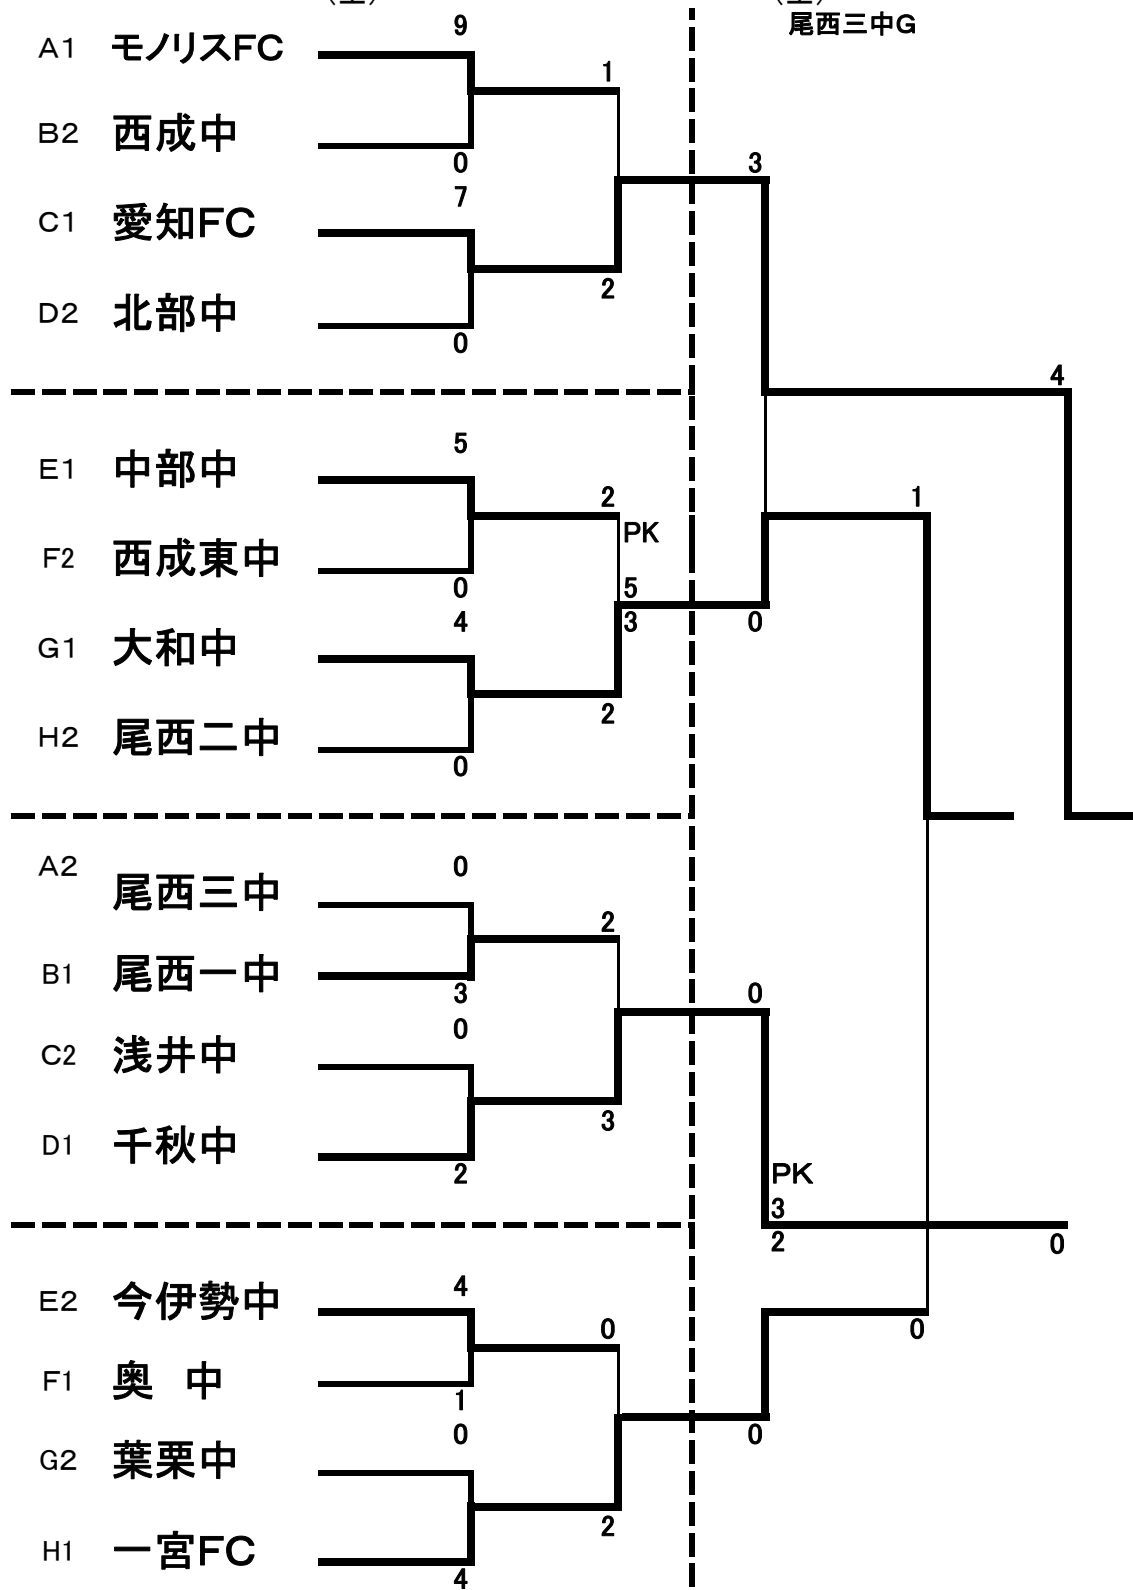 (土)
(土)
尾西三中G
9
A1 モノリスFC
1
B2 西成中
0
3
7
C1 愛知FC
2
D2 北部中
0
4
5
E1 中部中
2
1
PK
F2 西成東中
0
5
4
3
0
G1 大和中
2
H2 尾西二中
0
A2
0
尾西三中
2
B1 尾西一中
3
0
0
C2 浅井中
3
D1 千秋中
2
PK
3
2
0
4
E2 今伊勢中
0
0
F1 奥 中
1
0
0
G2 葉栗中
2
H1 一宮FC
4